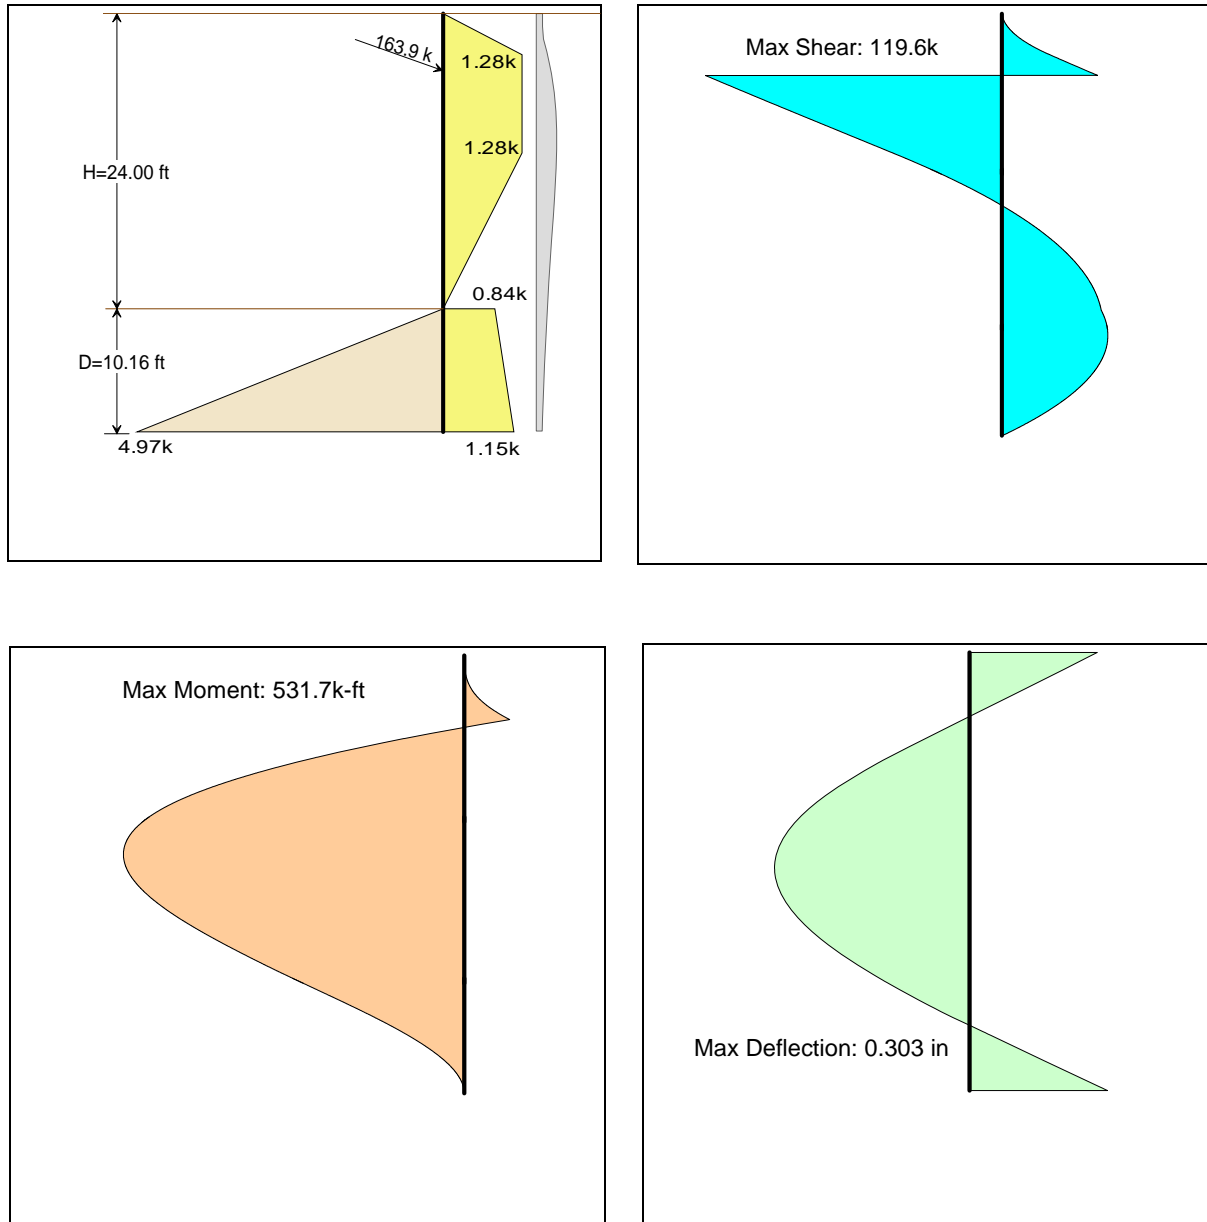 163.9 k
1.28k
1.28k
H=24.00 ft
0.84k
D=10.16 ft
4.97k
1.15k
Max Shear: 119.6k
Max Moment: 531.7k-ft
Max Deflection: 0.303 in